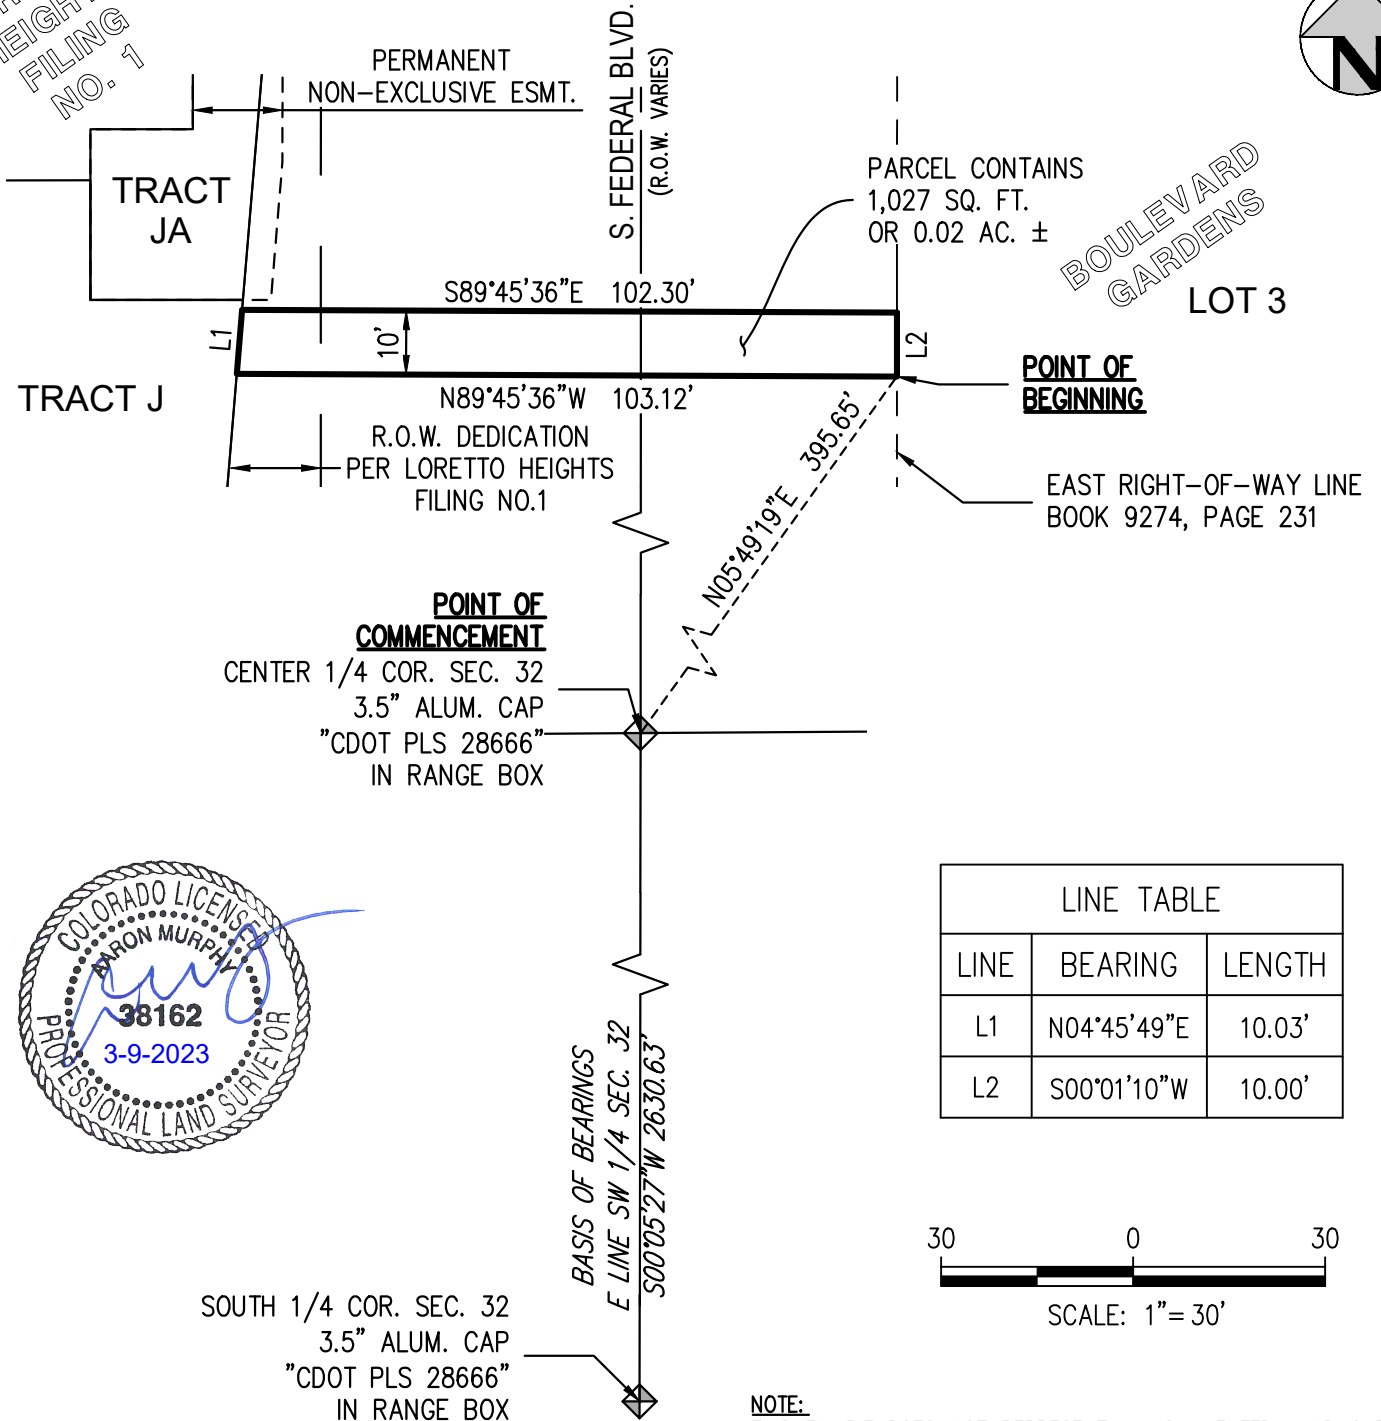 HEIGHTS
FILING
NO. 1
PERMANENT
NON-EXCLUSIVE ESMT.
S. FEDERAL BLVD.
(R.O.W. VARIES)
N
TRACT
JA
PARCEL CONTAINS
1,027 SQ. FT.
OR 0.02 AC. ±
BOULEVARD
GARDENS
LOT 3
S89°45'36"E 102.30'
L1
10'
L2
TRACT J
N89°45'36"W 103.12'
POINT OF
BEGINNING
R.O.W. DEDICATION
PER LORETTO HEIGHTS
FILING NO.1
N05°49'19"E 395.65'
EAST RIGHT-OF-WAY LINE
BOOK 9274, PAGE 231
POINT OF
COMMENCEMENT
CENTER 1/4 COR. SEC. 32
3.5" ALUM. CAP
"CDOT PLS 28666"
IN RANGE BOX
COLORADO LICENSED
AARON MURPHY
38162
3-9-2023
PROFESSIONAL LAND SURVEYOR
LINE TABLE
LINE BEARING LENGTH
L1 N04°45'49"E 10.03'
L2 S00°01'10"W 10.00'
BASIS OF BEARINGS
E LINE SW 1/4 SEC. 32
S00°05'27"W 2630.63'
30 0 30
SCALE: 1"=30'
SOUTH 1/4 COR. SEC. 32
3.5" ALUM. CAP
"CDOT PLS 28666"
IN RANGE BOX
NOTE: